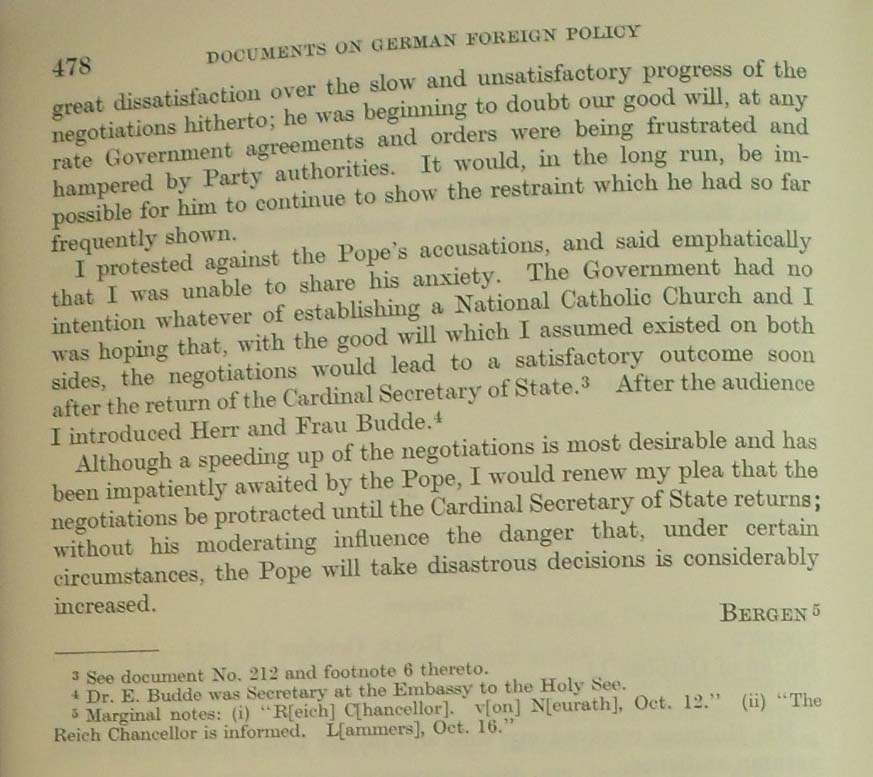 478
DOCUMENTS ON GERMAN FOREIGN POLICY
great dissatisfaction over the slow and unsatisfactory progress of the
negotiations hitherto; he was beginning to doubt our good will, at any
rate Government agreements and orders were being frustrated and
hampered by Party authorities. It would, in the long run, be im-
possible for him to continue to show the restraint which he had so far
frequently shown.
I protested against the Pope's accusations, and said emphatically
that I was unable to share his anxiety. The Government had no
intention whatever of establishing a National Catholic Church and I
was hoping that, with the good will which I assumed existed on both
sides, the negotiations would lead to a satisfactory outcome soon
after the return of the Cardinal Secretary of State.³ After the audience
I introduced Herr and Frau Budde.⁴
Although a speeding up of the negotiations is most desirable and has
been impatiently awaited by the Pope, I would renew my plea that the
negotiations be protracted until the Cardinal Secretary of State returns;
without his moderating influence the danger that, under certain
circumstances, the Pope will take disastrous decisions is considerably
increased.
BERGEN ⁵
³ See document No. 212 and footnote 6 thereto.
⁴ Dr. E. Budde was Secretary at the Embassy to the Holy See.
⁵ Marginal notes: (i) "R[eich] C[hancellor]. v[on] N[eurath], Oct. 12." (ii) "The
Reich Chancellor is informed. L[ammers], Oct. 16."